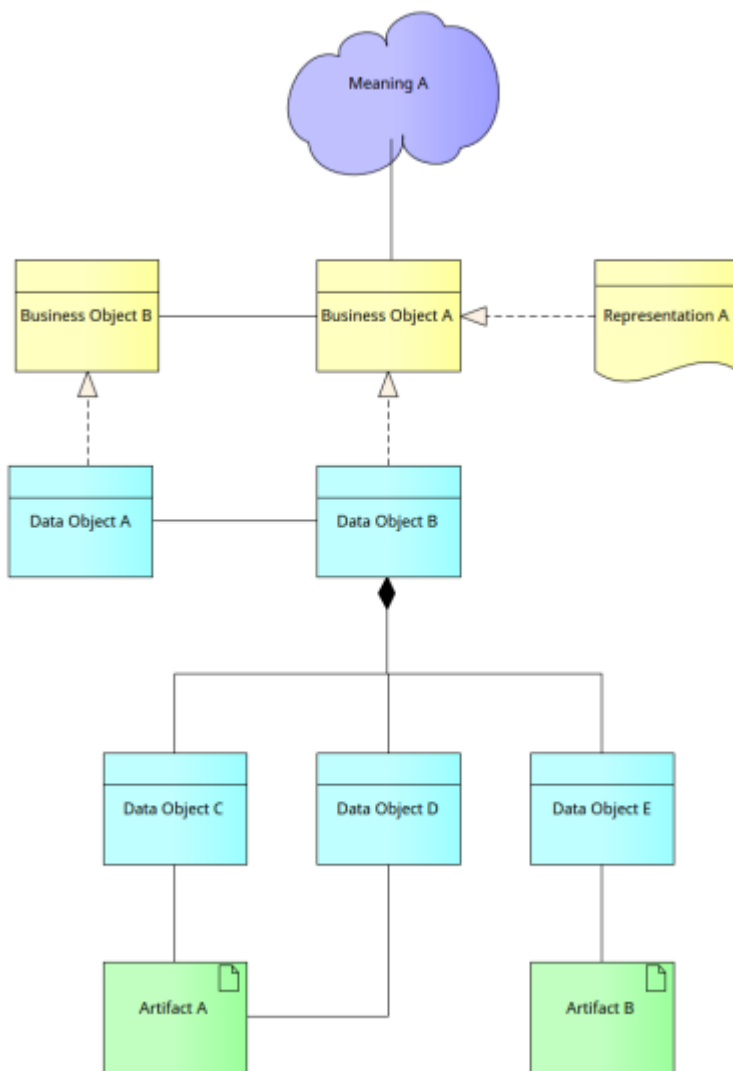 Meaning A
Business Object B
Business Object A
Representation A
Data Object A
Data Object B
Data Object C
Data Object D
Data Object E
Artifact A
Artifact B